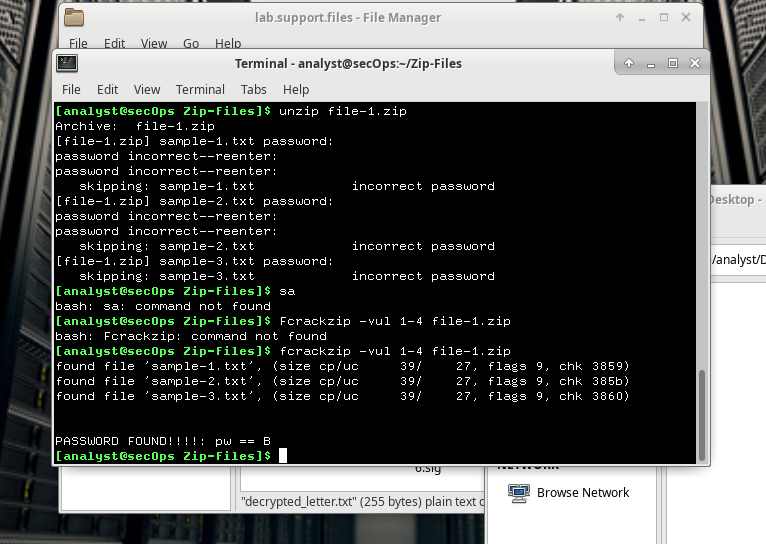 lab.support.files - File Manager
File Edit View Go Help
Terminal - analyst@secOps:~/Zip-Files
File Edit View Terminal Tabs Help
[analyst@secOps Zip-Files]$ unzip file-1.zip
Archive:  file-1.zip
[file-1.zip] sample-1.txt password:
password incorrect--reenter:
password incorrect--reenter:
   skipping: sample-1.txt            incorrect password
[file-1.zip] sample-2.txt password:
password incorrect--reenter:
password incorrect--reenter:
   skipping: sample-2.txt            incorrect password
[file-1.zip] sample-3.txt password:
   skipping: sample-3.txt            incorrect password
[analyst@secOps Zip-Files]$ sa
bash: sa: command not found
[analyst@secOps Zip-Files]$ Fcrackzip -vul 1-4 file-1.zip
bash: Fcrackzip: command not found
[analyst@secOps Zip-Files]$ fcrackzip -vul 1-4 file-1.zip
found file 'sample-1.txt', (size cp/uc     39/    27, flags 9, chk 3859)
found file 'sample-2.txt', (size cp/uc     39/    27, flags 9, chk 385b)
found file 'sample-3.txt', (size cp/uc     39/    27, flags 9, chk 3860)
PASSWORD FOUND!!!!: pw == B
[analyst@secOps Zip-Files]$
Desktop -
/analyst/D
6.sig
NETWORK
Browse Network
"decrypted_letter.txt" (255 bytes) plain text d